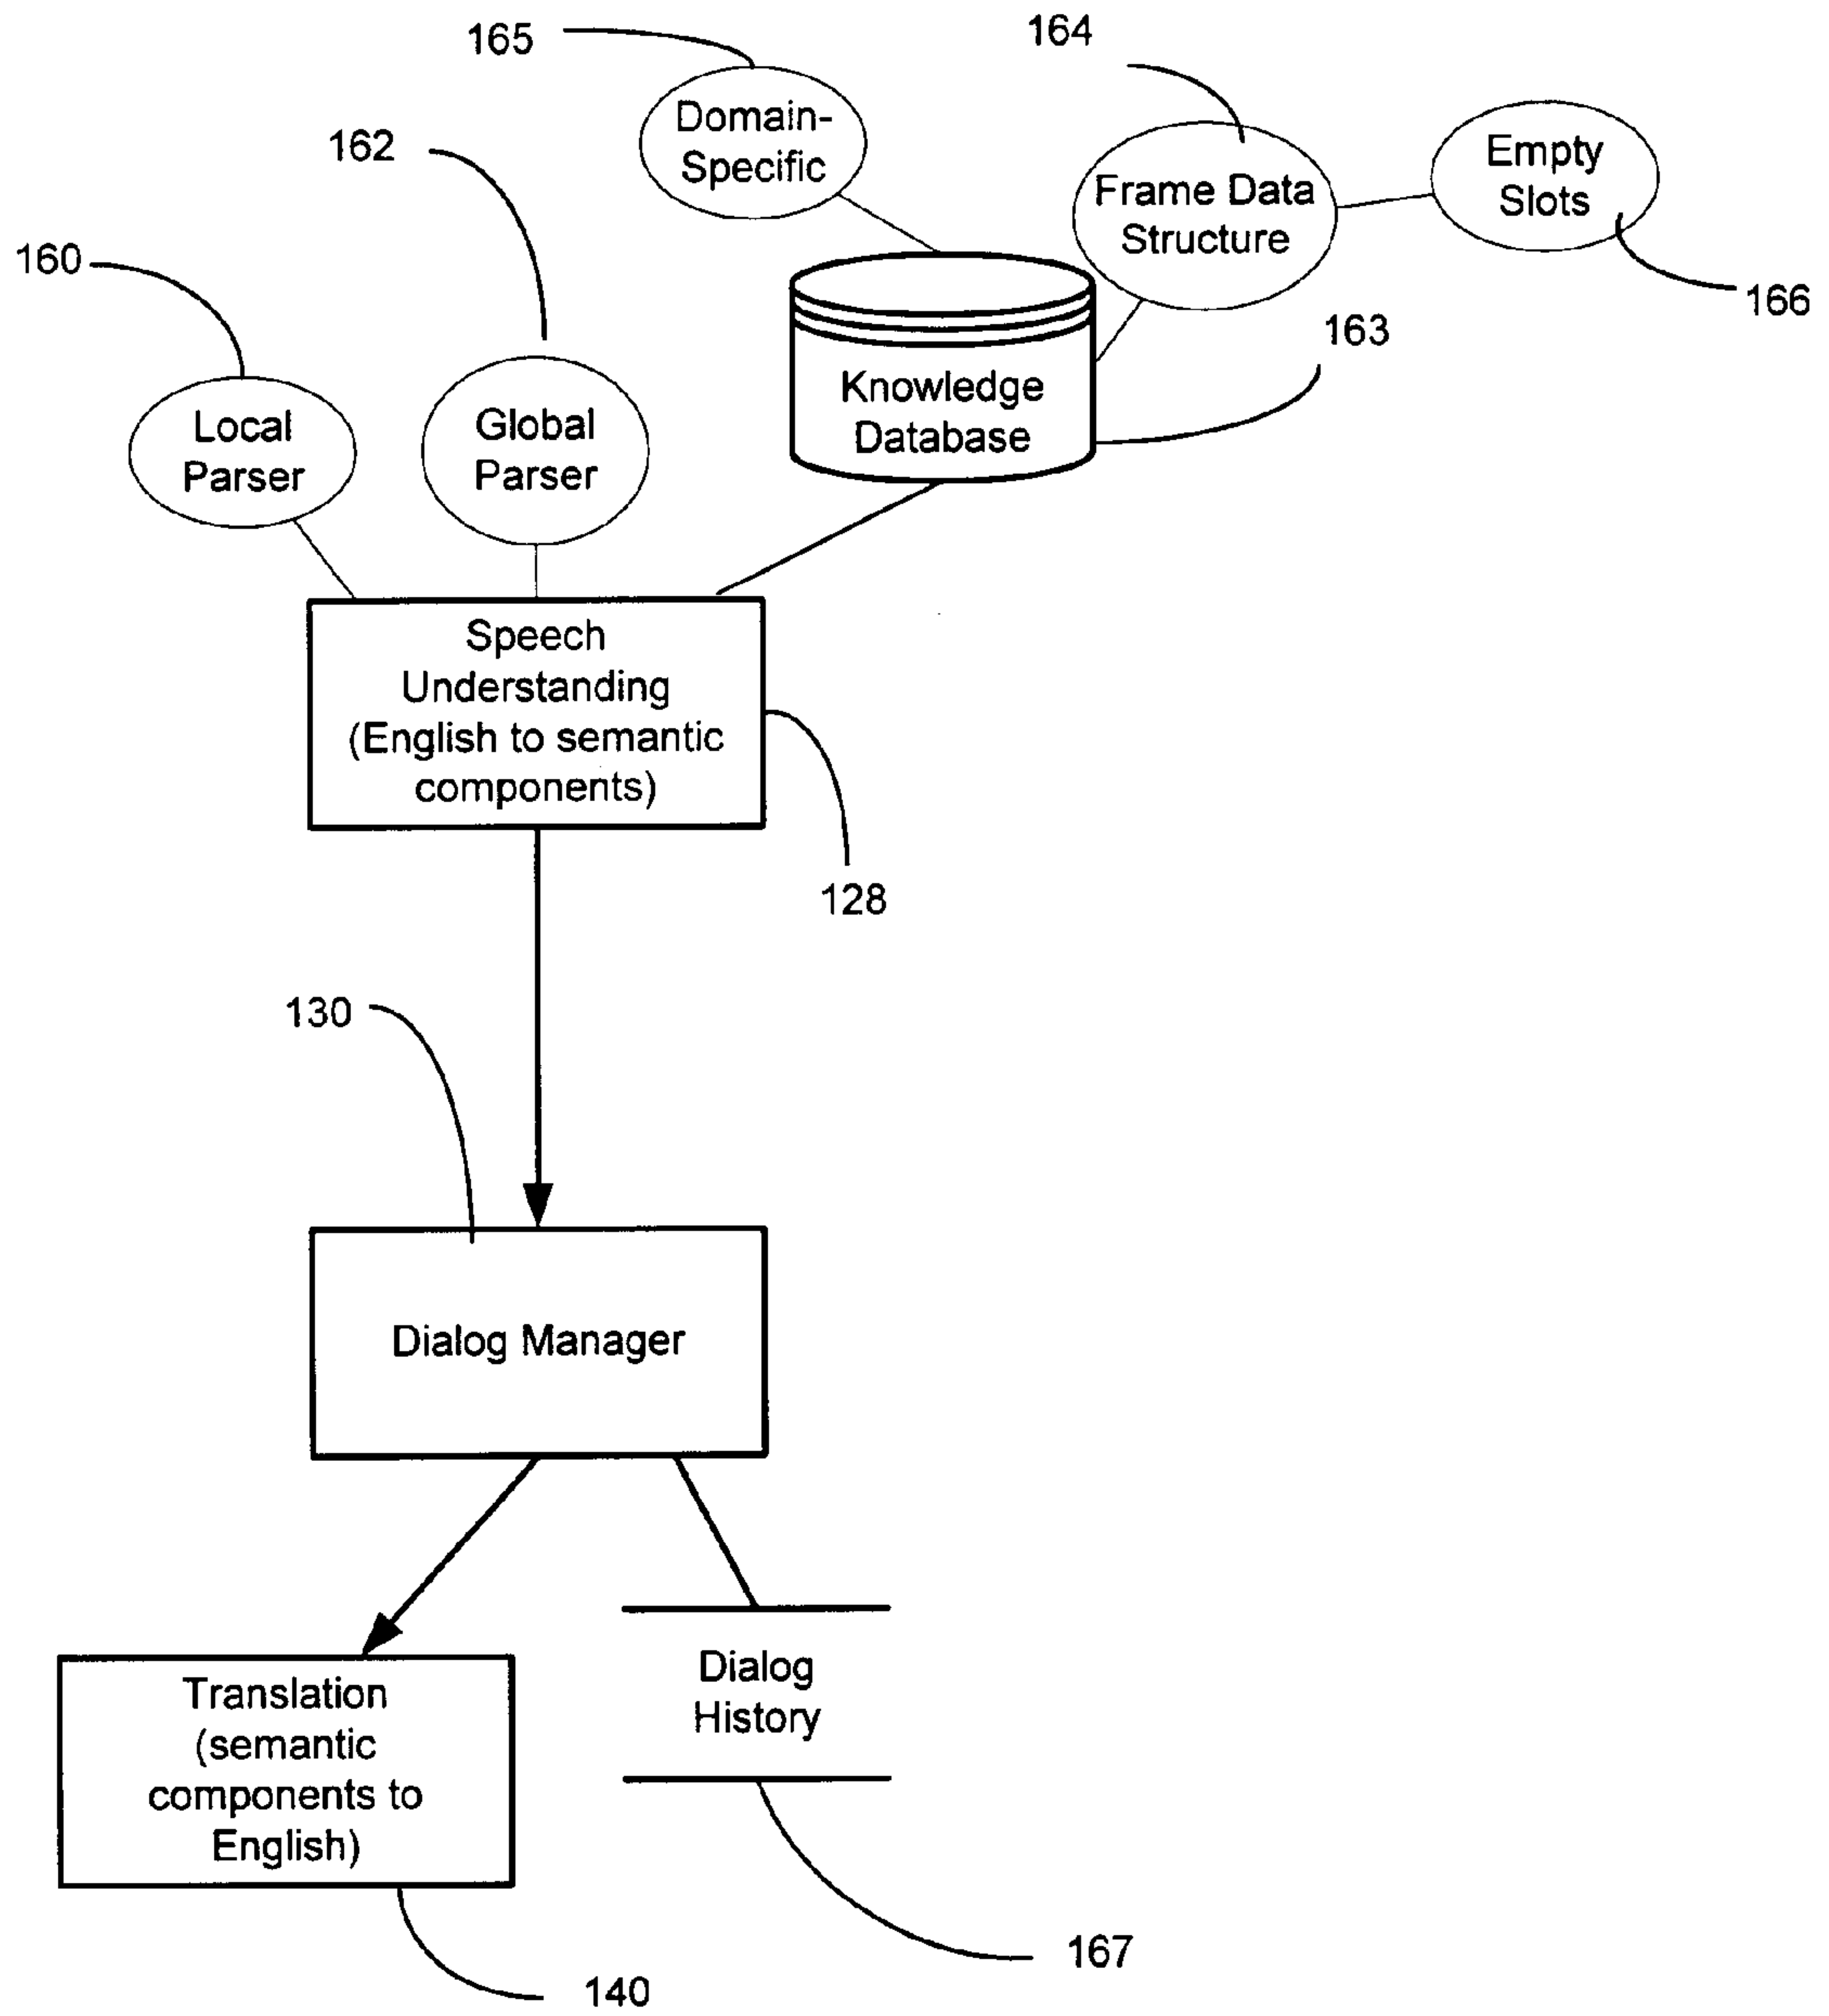 165
164
Domain-
Specific
162
Empty
Slots
Frame Data
Structure
160
166
163
Knowledge
Database
Local
Parser
Global
Parser
Speech
Understanding
(English to semantic
components)
128
130
Dialog Manager
Translation
(semantic
components to
English)
Dialog
History
167
140